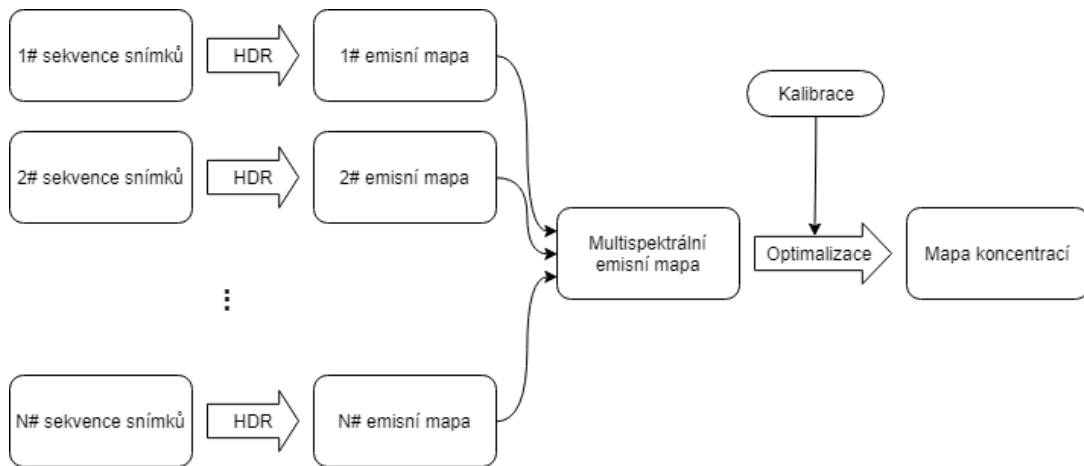 1# sekvence snímků
HDR
1# emisní mapa
Kalibrace
2# sekvence snímků
HDR
2# emisní mapa
Multispektrální
emisní mapa
Optimalizace
Mapa koncentrací
⋮
N# sekvence snímků
HDR
N# emisní mapa